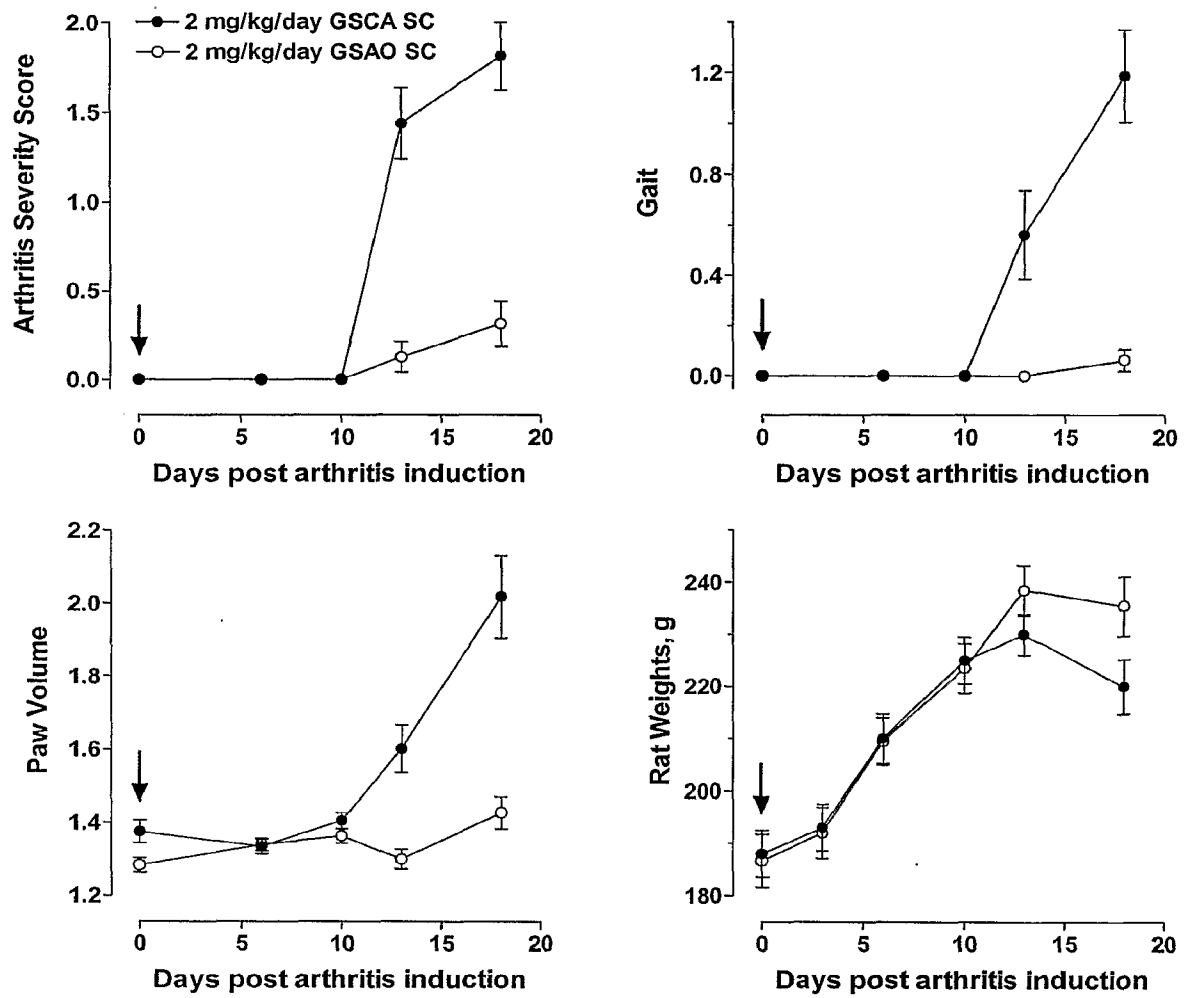 2 mg/kg/day GSCA SC
2 mg/kg/day GSAO SC
Arthritis Severity Score
2.0
1.5
1.0
0.5
0.0
0 5 10 15 20
Days post arthritis induction
Gait
1.2
0.8
0.4
0.0
0 5 10 15 20
Days post arthritis induction
Paw Volume
2.2
2.0
1.8
1.6
1.4
1.2
0 5 10 15 20
Days post arthritis induction
Rat Weights, g
240
220
200
180
0 5 10 15 20
Days post arthritis induction